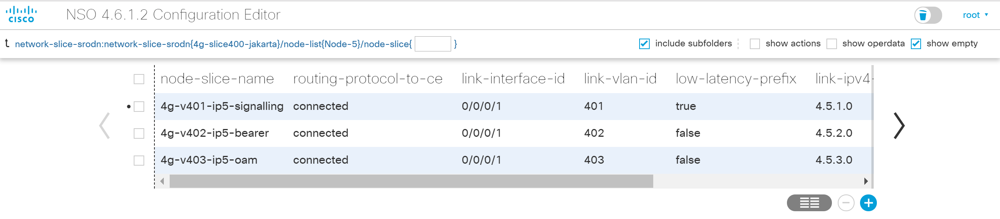 CISCO NSO 4.6.1.2 Configuration Editor root
network-slice-srodn:network-slice-srodn{4g-slice400-jakarta}/node-list{Node-5}/node-slice{ } include subfolders show actions show operdata show empty
node-slice-name routing-protocol-to-ce link-interface-id link-vlan-id low-latency-prefix link-ipv4-
4g-v401-ip5-signalling connected 0/0/0/1 401 true 4.5.1.0
4g-v402-ip5-bearer connected 0/0/0/1 402 false 4.5.2.0
4g-v403-ip5-oam connected 0/0/0/1 403 false 4.5.3.0